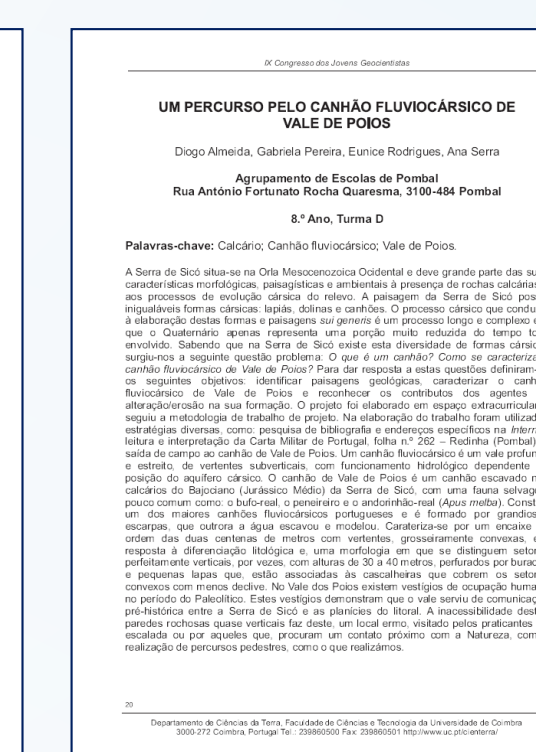 IX Congresso dos Jovens Geocientistas
UM PERCURSO PELO CANHÃO FLUVIOCÁRSICO DE
VALE DE POIOS
Diogo Almeida, Gabriela Pereira, Eunice Rodrigues, Ana Serra
Agrupamento de Escolas de Pombal
Rua António Fortunato Rocha Quaresma, 3100-484 Pombal
8.º Ano, Turma D
Palavras-chave: Calcário; Canhão fluviocársico; Vale de Poios.
A Serra de Sicó situa-se na Orla Mesocenozoica Ocidental e deve grande parte das su
características morfológicas, paisagísticas e ambientais à presença de rochas calcárias
aos processos de evolução cársica do relevo. A paisagem da Serra de Sicó pos
inigualáveis formas cársicas: lapiás, dolinas e canhões. O processo cársico que condu
à elaboração destas formas e paisagens sui generis é um processo longo e complexo e
que o Quaternário apenas representa uma porção muito reduzida do tempo to
envolvido. Sabendo que na Serra de Sicó existe esta diversidade de formas cársic
surgiu-nos a seguinte questão problema: O que é um canhão? Como se caracteriza
canhão fluviocársico de Vale de Poios? Para dar resposta a estas questões definiram-
os seguintes objetivos: identificar paisagens geológicas, caracterizar o canh
fluviocársico de Vale de Poios e reconhecer os contributos dos agentes
alteração/erosão na sua formação. O projeto foi elaborado em espaço extracurricular
seguiu a metodologia de trabalho de projeto. Na elaboração do trabalho foram utilizad
estratégias diversas, como: pesquisa de bibliografia e endereços específicos na Intern
leitura e interpretação da Carta Militar de Portugal, folha n.º 262 – Redinha (Pombal)
saída de campo ao canhão de Vale de Poios. Um canhão fluviocársico é um vale profun
e estreito, de vertentes subverticais, com funcionamento hidrológico dependente
posição do aquífero cársico. O canhão de Vale de Poios é um canhão escavado n
calcários do Bajociano (Jurássico Médio) da Serra de Sicó, com uma fauna selvag
pouco comum como: o bufo-real, o peneireiro e o andorinhão-real (Apus melba). Const
um dos maiores canhões fluviocársicos portugueses e é formado por grandios
escarpas, que outrora a água escavou e modelou. Carateriza-se por um encaixe
ordem das duas centenas de metros com vertentes, grosseiramente convexas, e
resposta à diferenciação litológica e, uma morfologia em que se distinguem setor
perfeitamente verticais, por vezes, com alturas de 30 a 40 metros, perfurados por burac
e pequenas lapas que, estão associadas às cascalheiras que cobrem os setor
convexos com menos declive. No Vale dos Poios existem vestígios de ocupação huma
no período do Paleolítico. Estes vestígios demonstram que o vale serviu de comunicaç
pré-histórica entre a Serra de Sicó e as planícies do litoral. A inacessibilidade dest
paredes rochosas quase verticais faz deste, um local ermo, visitado pelos praticantes
escalada ou por aqueles que, procuram um contato próximo com a Natureza, com
realização de percursos pedestres, como o que realizámos.
20
Departamento de Ciências da Terra, Faculdade de Ciências e Tecnologia da Universidade de Coimbra
3000-272 Coimbra, Portugal Tel.: 239860500 Fax: 239860501 http://www.uc.pt/cienterra/